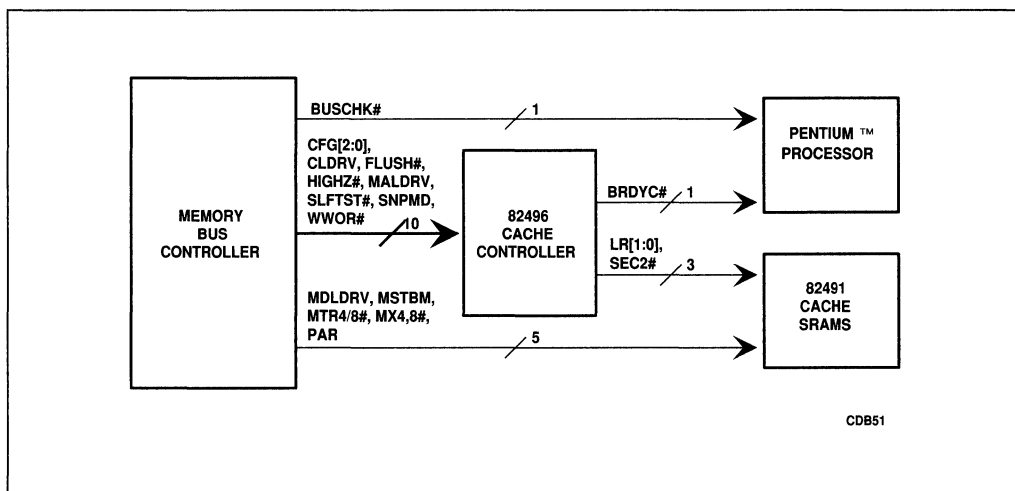 BUSCHK#
1
CFG[2:0],
CLDRV, FLUSH#,
HIGHZ#, MALDRV,
SLFTST#, SNPMD,
WWOR#
10
MEMORY
BUS
CONTROLLER
82496
CACHE
CONTROLLER
PENTIUM ™
PROCESSOR
BRDYC#
1
LR[1:0],
SEC2#
3
82491
CACHE
SRAMS
MDLDRV, MSTBM,
MTR4/8#, MX4,8#,
PAR
5
CDB51